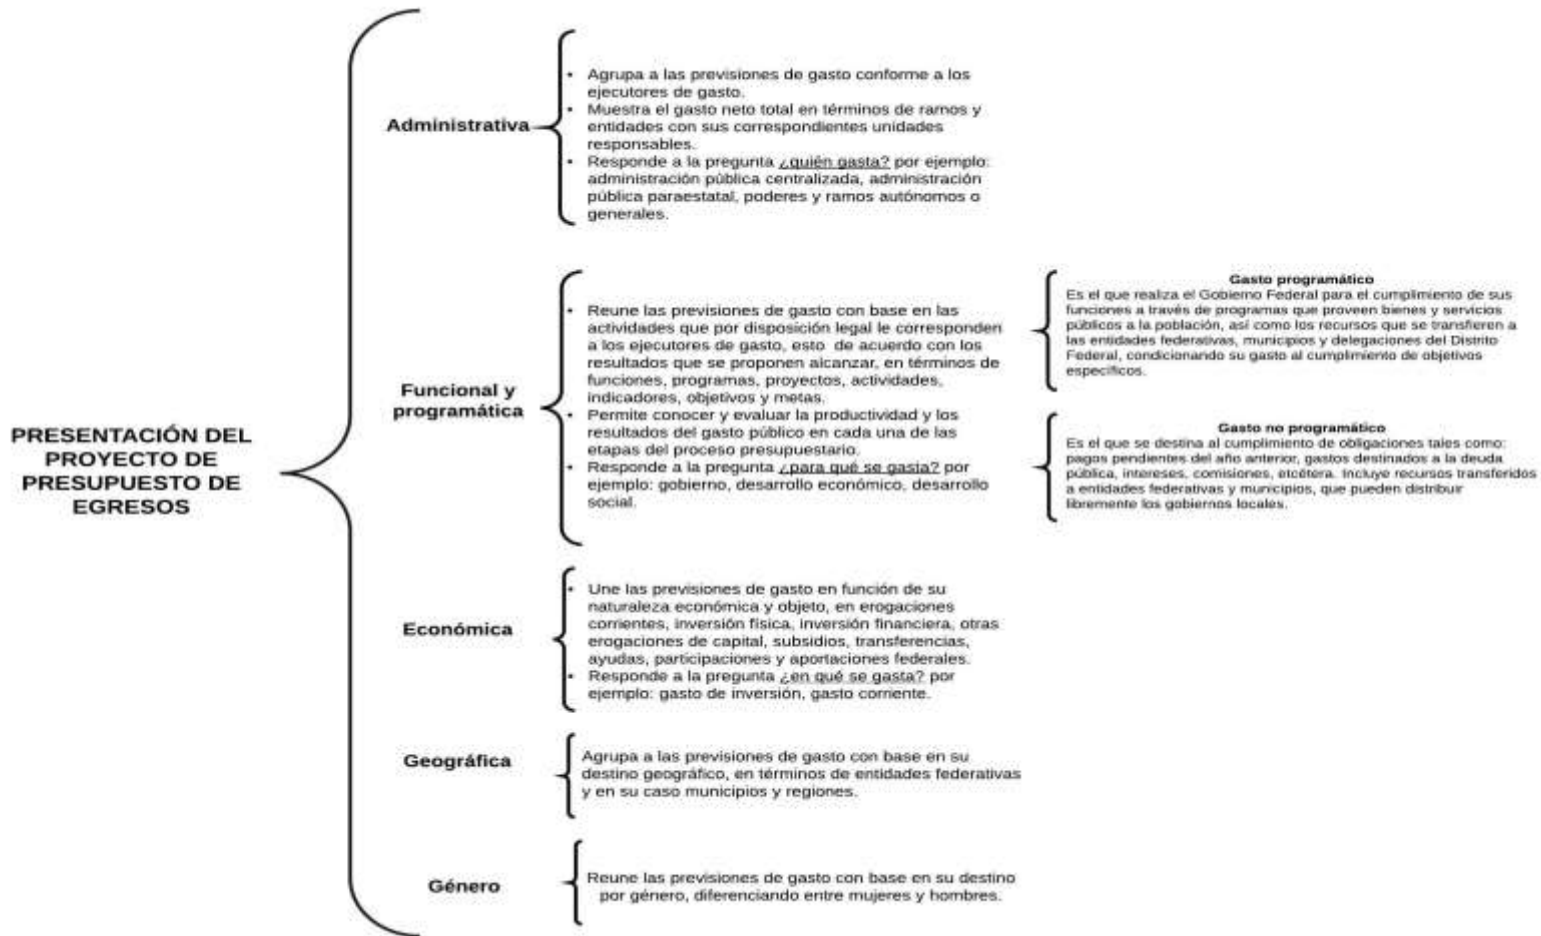 PRESENTACIÓN DEL
PROYECTO DE
PRESUPUESTO DE
EGRESOS
Administrativa
• Agrupa a las previsiones de gasto conforme a los
ejecutores de gasto.
• Muestra el gasto neto total en términos de ramos y
entidades con sus correspondientes unidades
responsables.
• Responde a la pregunta ¿quién gasta? por ejemplo:
administración pública centralizada, administración
pública paraestatal, poderes y ramos autónomos o
generales.
Funcional y
programática
• Reune las previsiones de gasto con base en las
actividades que por disposición legal le corresponden
a los ejecutores de gasto, esto de acuerdo con los
resultados que se proponen alcanzar, en términos de
funciones, programas, proyectos, actividades,
indicadores, objetivos y metas.
• Permite conocer y evaluar la productividad y los
resultados del gasto público en cada una de las
etapas del proceso presupuestario.
• Responde a la pregunta ¿para qué se gasta? por
ejemplo: gobierno, desarrollo económico, desarrollo
social.
Gasto programático
Es el que realiza el Gobierno Federal para el cumplimiento de sus
funciones a través de programas que proveen bienes y servicios
públicos a la población, así como los recursos que se transfieren a
las entidades federativas, municipios y delegaciones del Distrito
Federal, condicionando su gasto al cumplimiento de objetivos
específicos.
Gasto no programático
Es el que se destina al cumplimiento de obligaciones tales como:
pagos pendientes del año anterior, gastos destinados a la deuda
pública, intereses, comisiones, etcétera. Incluye recursos transferidos
a entidades federativas y municipios, que pueden distribuir
libremente los gobiernos locales.
Económica
• Une las previsiones de gasto en función de su
naturaleza económica y objeto, en erogaciones
corrientes, inversión física, inversión financiera, otras
erogaciones de capital, subsidios, transferencias,
ayudas, participaciones y aportaciones federales.
• Responde a la pregunta ¿en qué se gasta? por
ejemplo: gasto de inversión, gasto corriente.
Geográfica
Agrupa a las previsiones de gasto con base en su
destino geográfico, en términos de entidades federativas
y en su caso municipios y regiones.
Género
Reune las previsiones de gasto con base en su destino
por género, diferenciando entre mujeres y hombres.